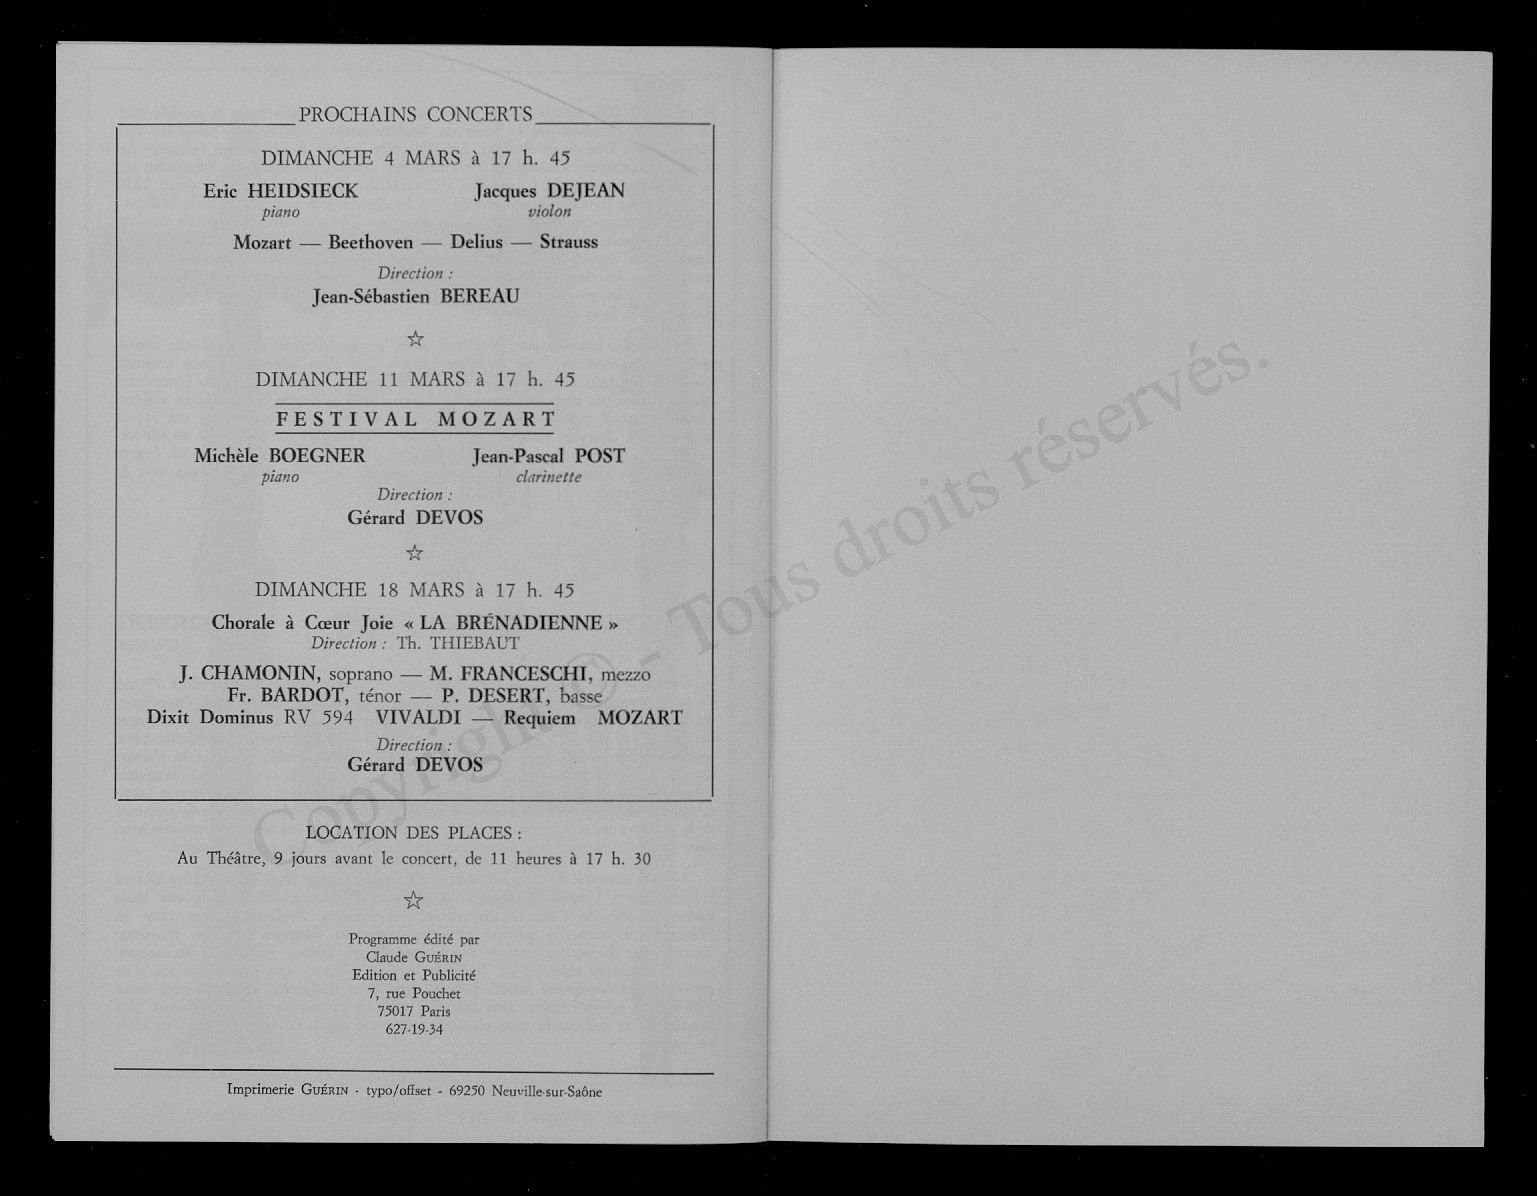 PROCHAINS CONCERTS
DIMANCHE 4 MARS à 17 h. 45
Eric HEIDSIECK Jacques DEJEAN
piano violon
Mozart — Beethoven — Delius — Strauss
Direction :
Jean-Sébastien BEREAU
☆
DIMANCHE 11 MARS à 17 h. 45
FESTIVAL MOZART
Michèle BOEGNER Jean-Pascal POST
piano clarinette
Direction :
Gérard DEVOS
☆
DIMANCHE 18 MARS à 17 h. 45
Chorale à Cœur Joie « LA BRÉNADIENNE »
Direction : Th. THIEBAUT
J. CHAMONIN, soprano — M. FRANCESCHI, mezzo
Fr. BARDOT, ténor — P. DESERT, basse
Dixit Dominus RV 594 VIVALDI — Requiem MOZART
Direction :
Gérard DEVOS
LOCATION DES PLACES :
Au Théâtre, 9 jours avant le concert, de 11 heures à 17 h. 30
☆
Programme édité par
Claude GUÉRIN
Edition et Publicité
7, rue Pouchet
75017 Paris
627-19-34
Imprimerie GUÉRIN - typo/offset - 69250 Neuville-sur-Saône
Copyright © - Tous droits réservés.